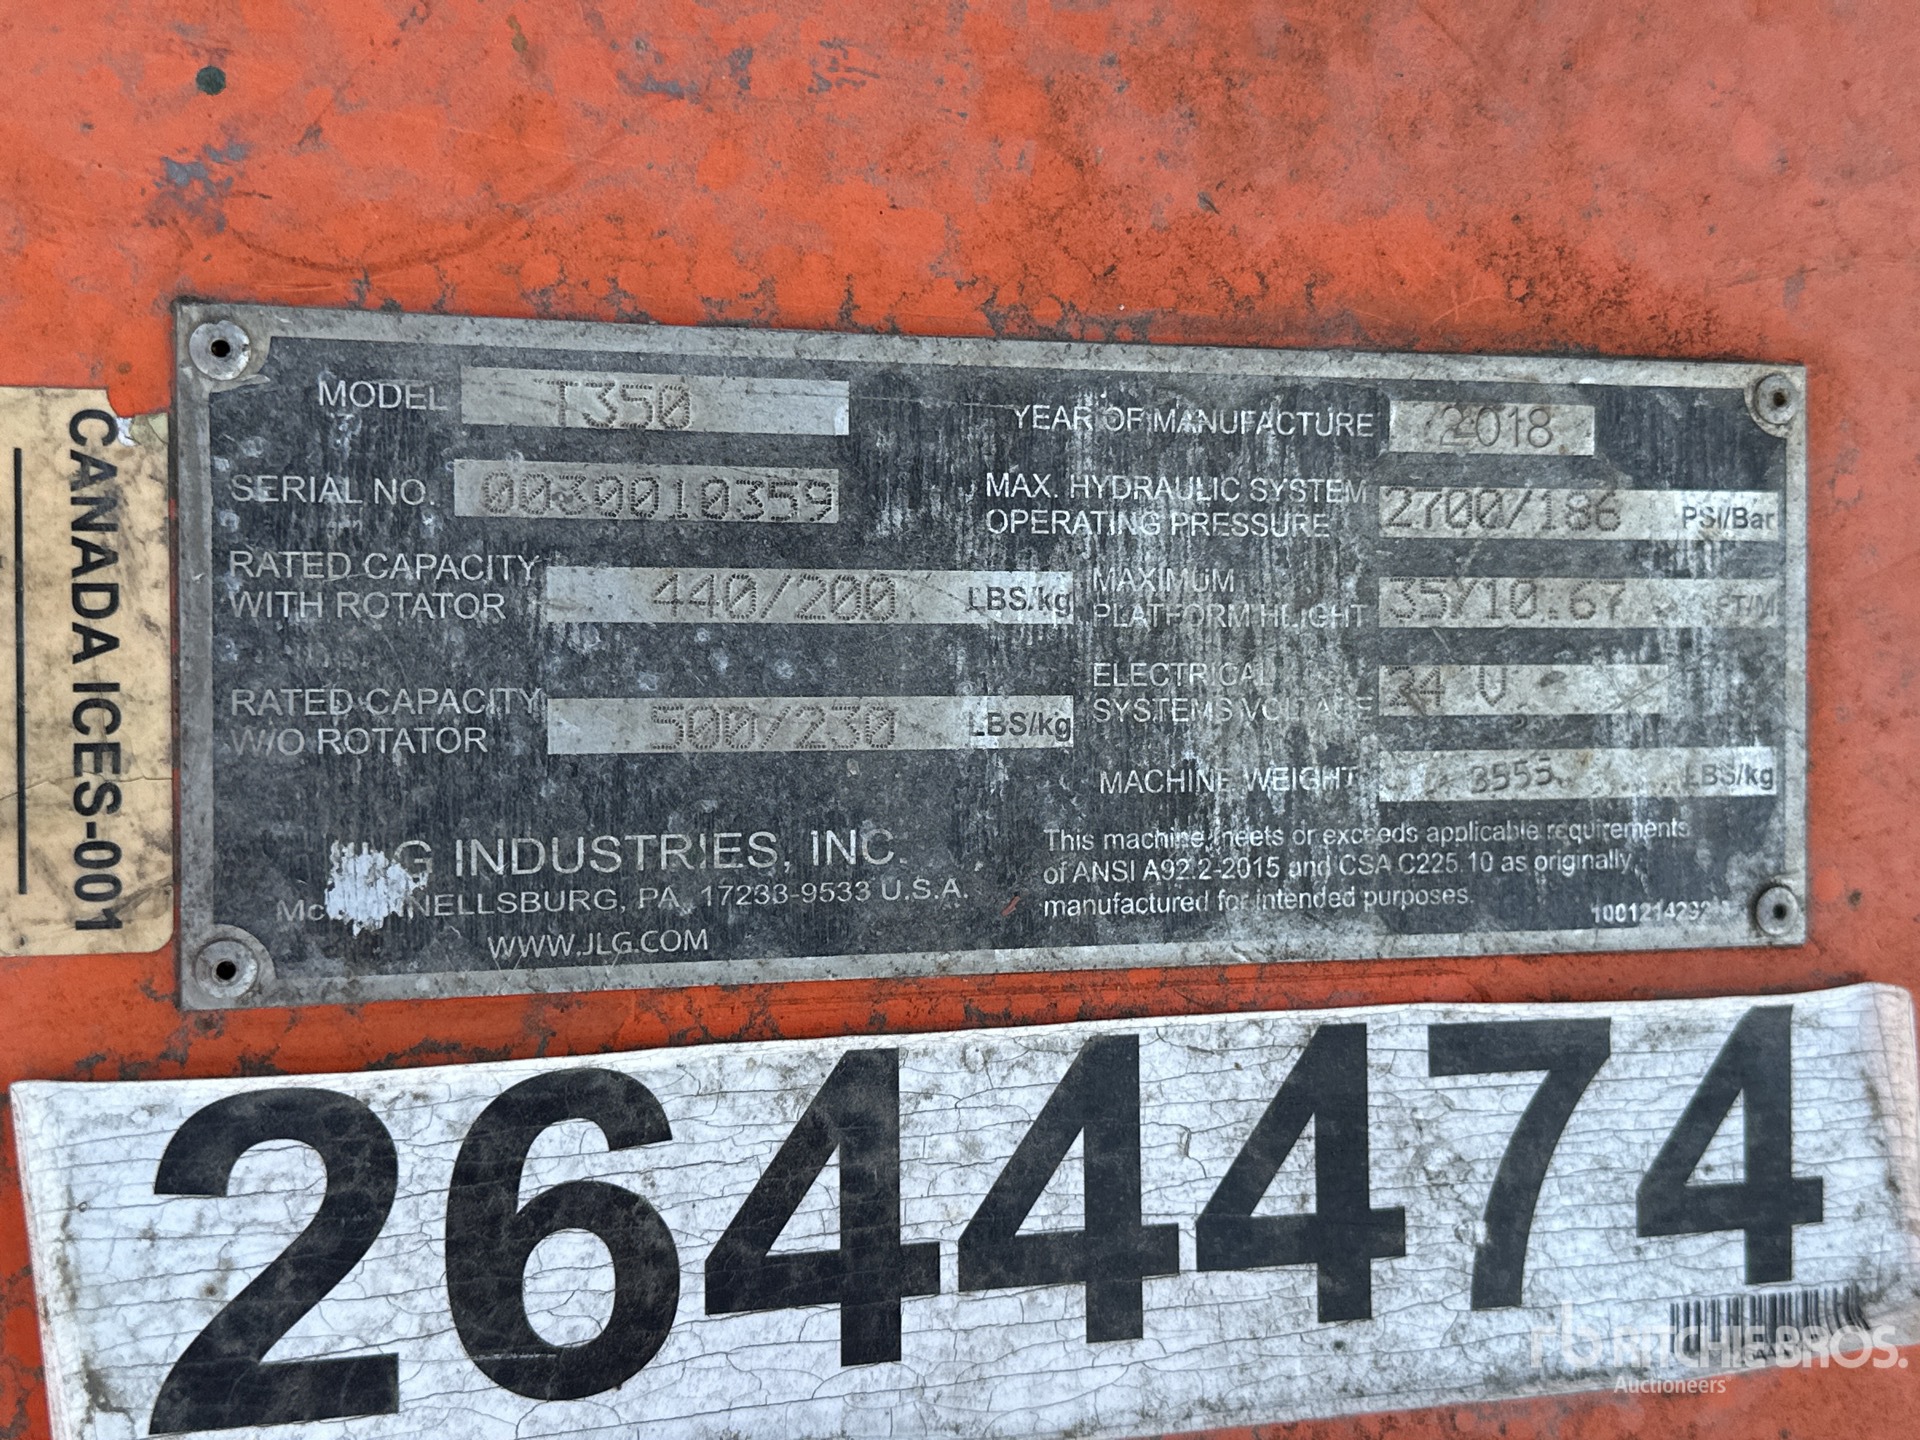 CANADA ICES-001
MODEL T350
SERIAL NO. 0030010359
RATED CAPACITY
WITH ROTATOR 440/200 LBS/kg
RATED CAPACITY
W/O ROTATOR 500/230 LBS/kg
G INDUSTRIES, INC.
NNELLSBURG, PA. 17233-9533 U.S.A.
WWW.JLG.COM
YEAR OF MANUFACTURE 2018
MAX. HYDRAULIC SYSTEM
OPERATING PRESSURE 2700/186 PSI/Bar
MAXIMUM
PLATFORM HEIGHT 35/10.67 FT/M
ELECTRICAL
SYSTEMS VOLTAGE 24 V
MACHINE WEIGHT 3555 LBS/kg
This machine meets or exceeds applicable requirements
of ANSI A92.2-2015 and CSA C225.10 as originally
manufactured for intended purposes.
2644474
RITCHIE BROS.
Auctioneers